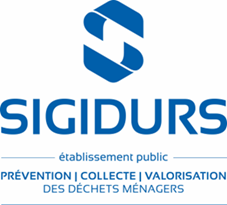 SIGIDURS
établissement public
PRÉVENTION | COLLECTE | VALORISATION
DES DÉCHETS MÉNAGERS